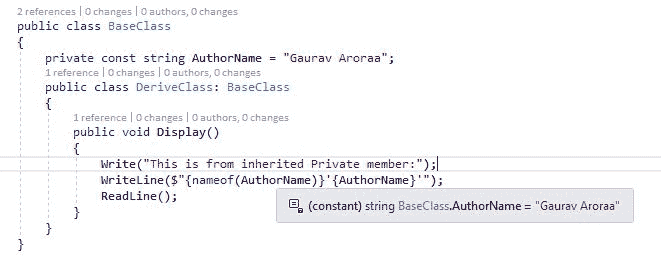 2 references | 0 changes | 0 authors, 0 changes
public class BaseClass
{
private const string AuthorName = "Gaurav Aroraa";
1 reference | 0 changes | 0 authors, 0 changes
public class DeriveClass: BaseClass
{
1 reference | 0 changes | 0 authors, 0 changes
public void Display()
{
Write("This is from inherited Private member:");
WriteLine($"{nameof(AuthorName)}'{AuthorName}'");
ReadLine();
(constant) string BaseClass.AuthorName = "Gaurav Aroraa"
}
}
}